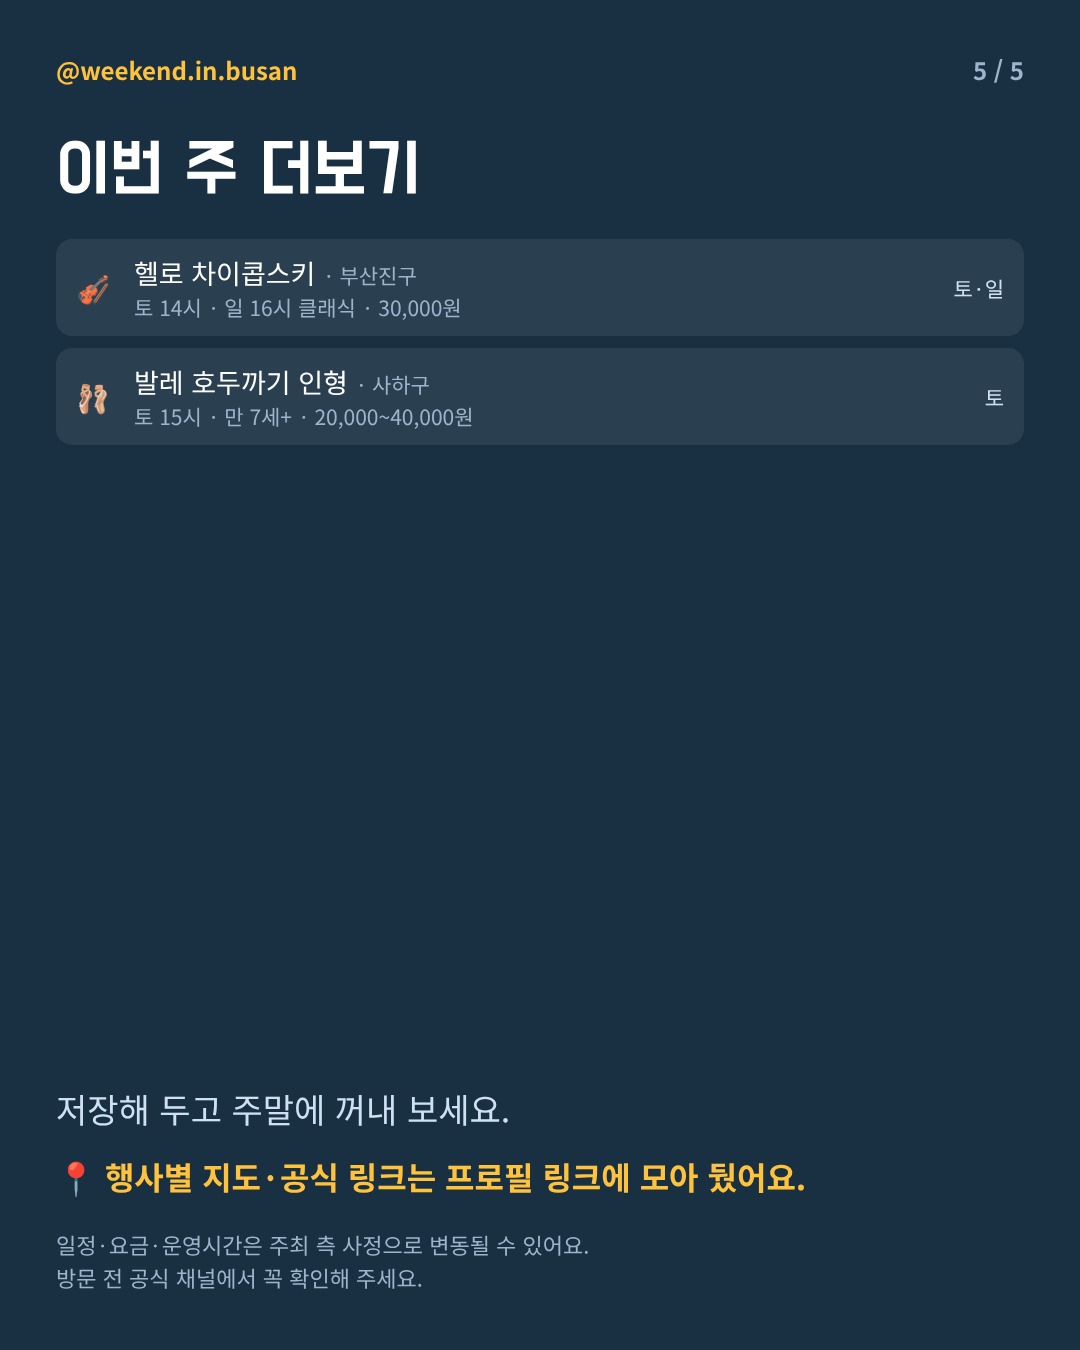 @weekend.in.busan
5 / 5
이번 주 더보기
헬로 차이콥스키 · 부산진구
토 14시 · 일 16시 클래식 · 30,000원
토·일
발레 호두까기 인형 · 사하구
토 15시 · 만 7세+ · 20,000~40,000원
토
저장해 두고 주말에 꺼내 보세요.
📍 행사별 지도·공식 링크는 프로필 링크에 모아 뒀어요.
일정·요금·운영시간은 주최 측 사정으로 변동될 수 있어요.
방문 전 공식 채널에서 꼭 확인해 주세요.